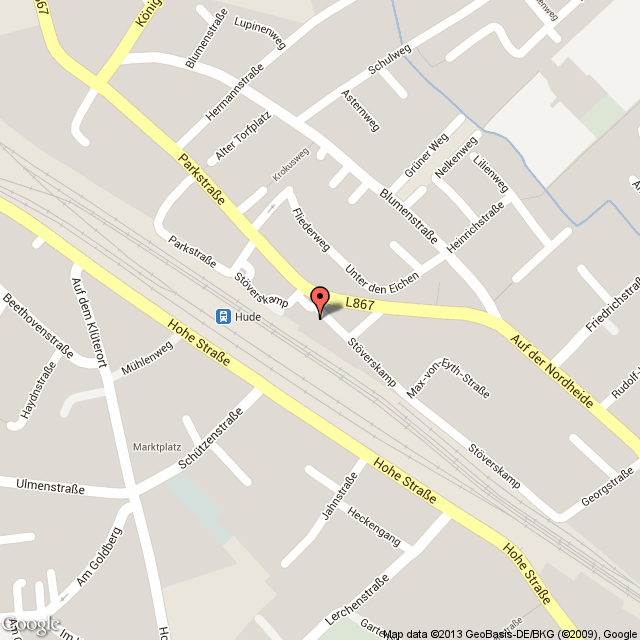 L867
König
Blumenstraße
Lupinenweg
Schulweg
Hermannstraße
Asternweg
Alter Torfplatz
Krokusweg
Grüner Weg
Nelkenweg
Lilienweg
Parkstraße
Blumenstraße
Heinrichstraße
Fliederweg
Parkstraße
Unter den Eichen
Stöverskamp
L867
Hude
Auf dem Klüterort
Beethovenstraße
Hohe Straße
Mühlenweg
Haydnstraße
Stöverskamp
Max-von-Eyth-Straße
Auf der Nordheide
Friedrichstraße
Rudolf-
Marktplatz
Schützenstraße
Ulmenstraße
Hohe Straße
Stöverskamp
Georgstraße
Jahnstraße
Heckengang
Am Goldberg
Hohe Straße
Lerchenstraße
Google
Map data ©2013 GeoBasis-DE/BKG (©2009), Google